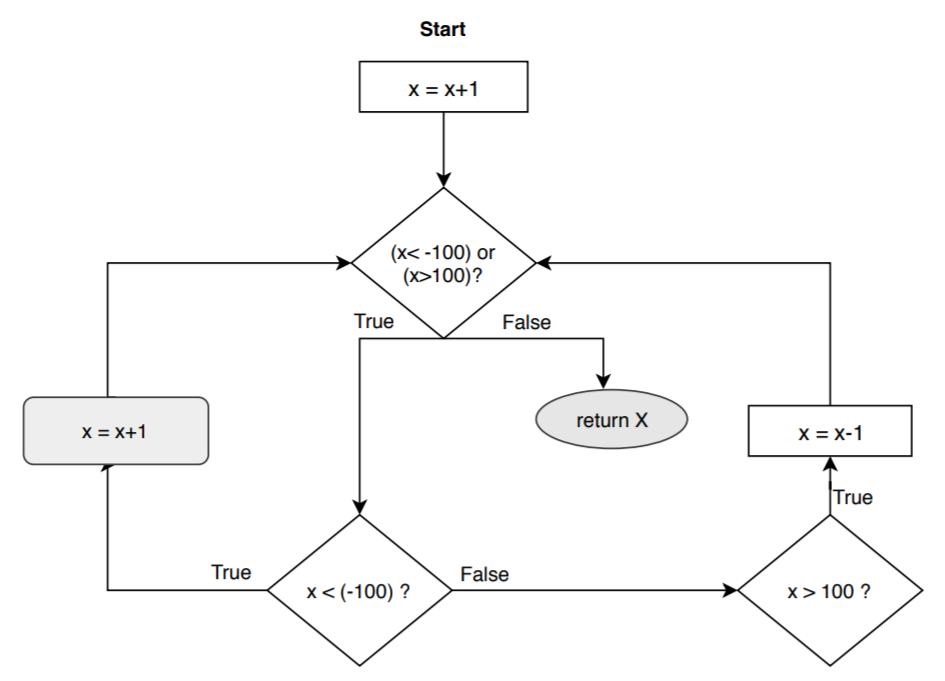 Start
x = x+1
(x< -100) or
(x>100)?
True
False
x = x+1
return X
x = x-1
True
True
False
x < (-100) ?
x > 100 ?